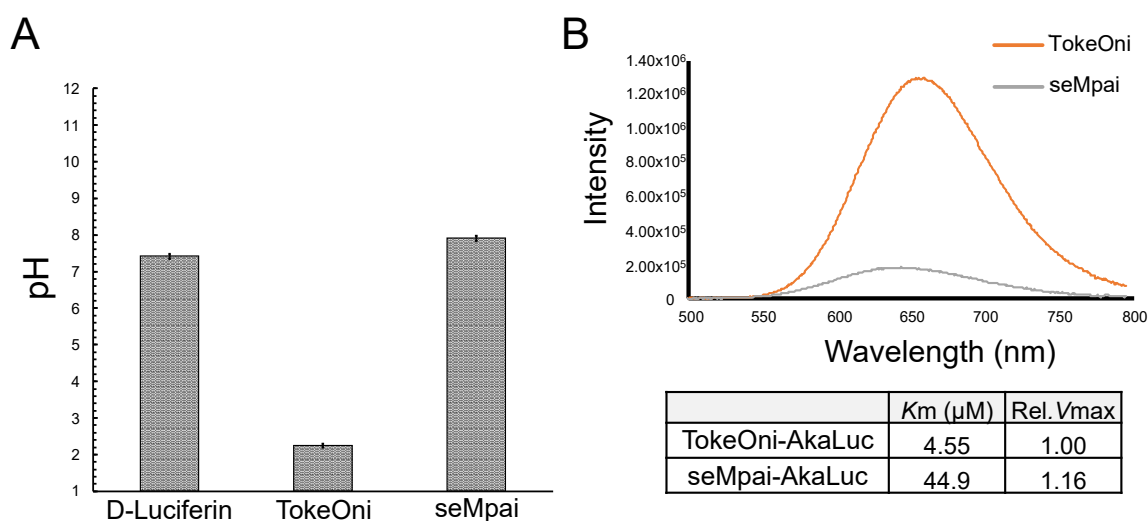 A
12
11
10
9
8
7
6
5
4
3
2
1
pH
D-Luciferin TokeOni seMpai
B
TokeOni
seMpai
1.40x10⁶
1.20x10⁶
1.00x10⁶
8.00x10⁵
6.00x10⁵
4.00x10⁵
2.00x10⁵
0
Intensity
500 550 600 650 700 750 800
Wavelength (nm)
Km (µM) Rel.Vmax
TokeOni-AkaLuc 4.55 1.00
seMpai-AkaLuc 44.9 1.16